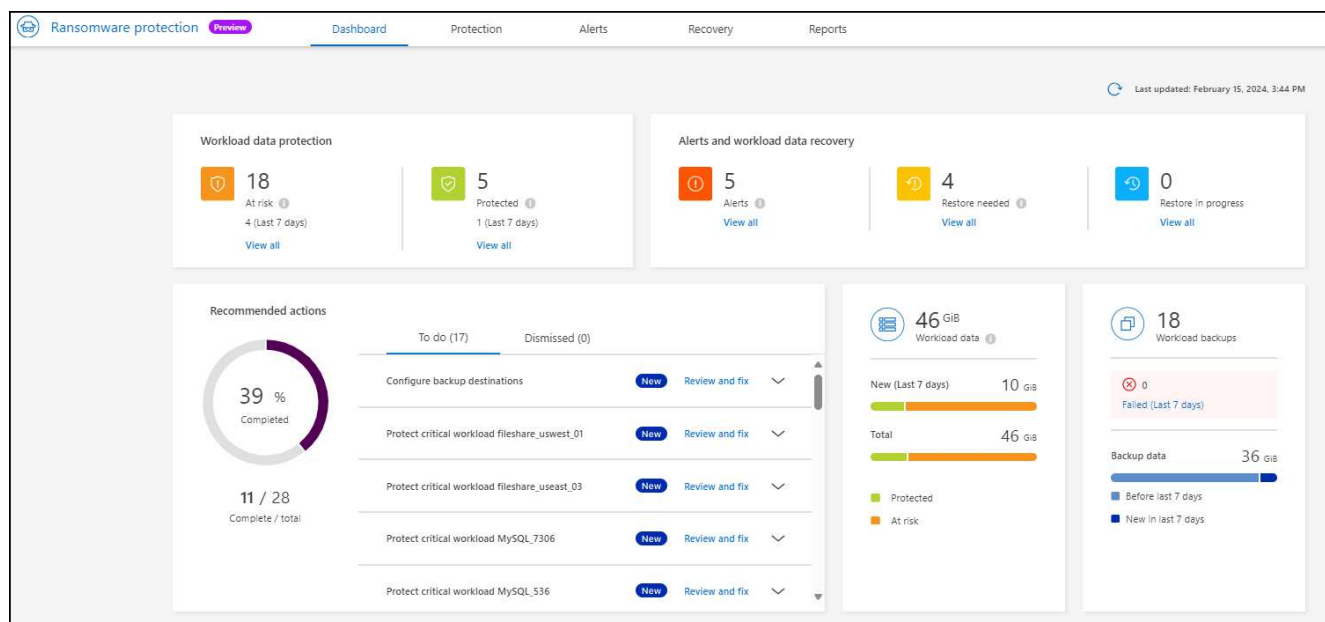 Ransomware protection Preview Dashboard Protection Alerts Recovery Reports
Last updated: February 15, 2024, 3:44 PM
Workload data protection
18
At risk
4 (Last 7 days)
View all
5
Protected
1 (Last 7 days)
View all
Alerts and workload data recovery
5
Alerts
View all
4
Restore needed
View all
0
Restore in progress
View all
Recommended actions
39 %
Completed
11 / 28
Complete / total
To do (17) Dismissed (0)
Configure backup destinations New Review and fix
Protect critical workload fileshare_uswest_01 New Review and fix
Protect critical workload fileshare_useast_03 New Review and fix
Protect critical workload MySQL_7306 New Review and fix
Protect critical workload MySQL_536 New Review and fix
46 GiB
Workload data
New (Last 7 days) 10 GiB
Total 46 GiB
Protected
At risk
18
Workload backups
0
Failed (Last 7 days)
Backup data 36 GiB
Before last 7 days
New in last 7 days